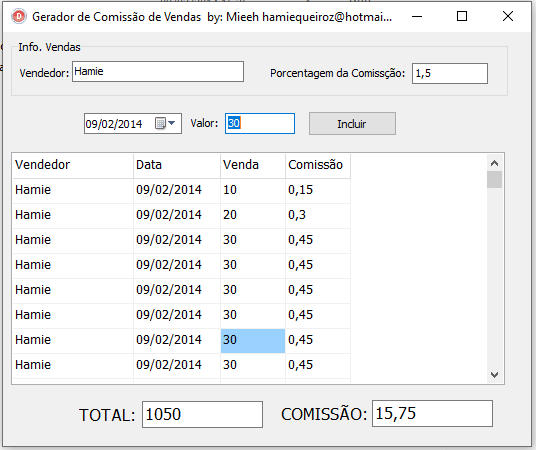 Gerador de Comissão de Vendas by: Mieeh hamiequeiroz@hotmai...
Info. Vendas
Vendedor: Hamie Porcentagem da Comissção: 1,5
09/02/2014 Valor: 30 Incluir
Vendedor Data Venda Comissão
Hamie 09/02/2014 10 0,15
Hamie 09/02/2014 20 0,3
Hamie 09/02/2014 30 0,45
Hamie 09/02/2014 30 0,45
Hamie 09/02/2014 30 0,45
Hamie 09/02/2014 30 0,45
Hamie 09/02/2014 30 0,45
Hamie 09/02/2014 30 0,45
TOTAL: 1050 COMISSÃO: 15,75